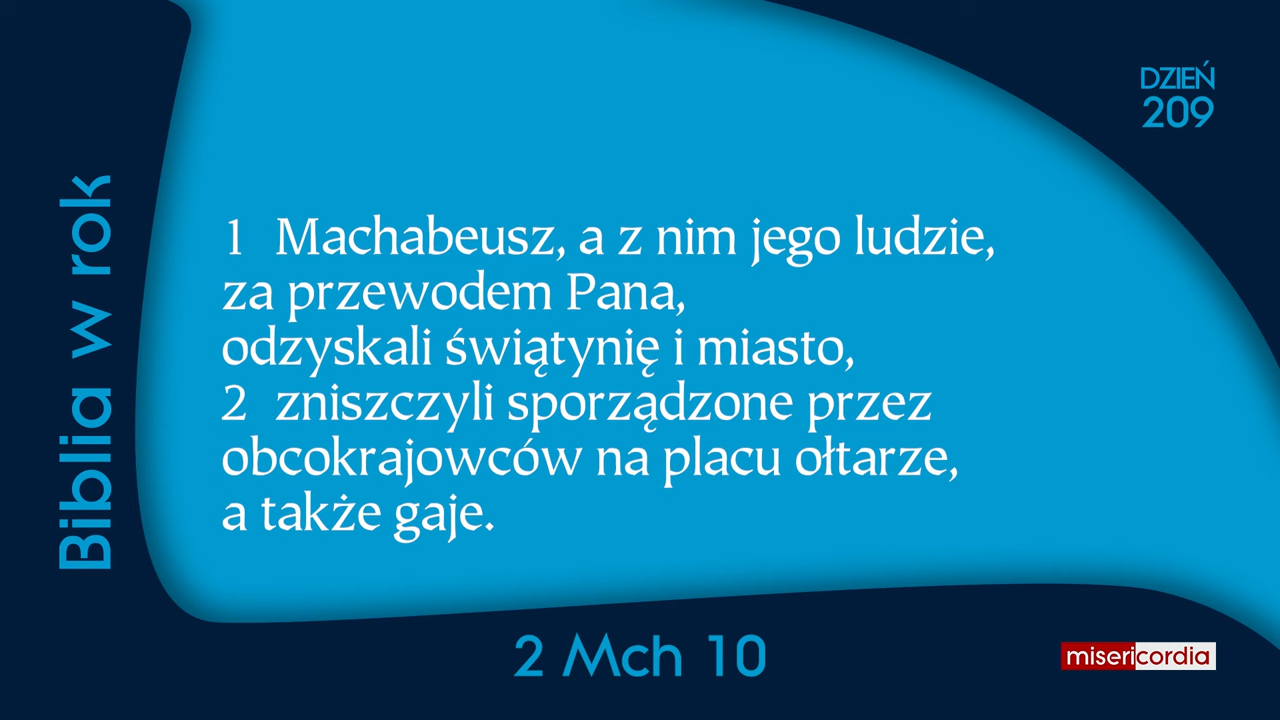 DZIEŃ
209
Biblia w rok
1 Machabeusz, a z nim jego ludzie,
za przewodem Pana,
odzyskali świątynię i miasto,
2 zniszczyli sporządzone przez
obcokrajowców na placu ołtarze,
a także gaje.
2 Mch 10
misericordia